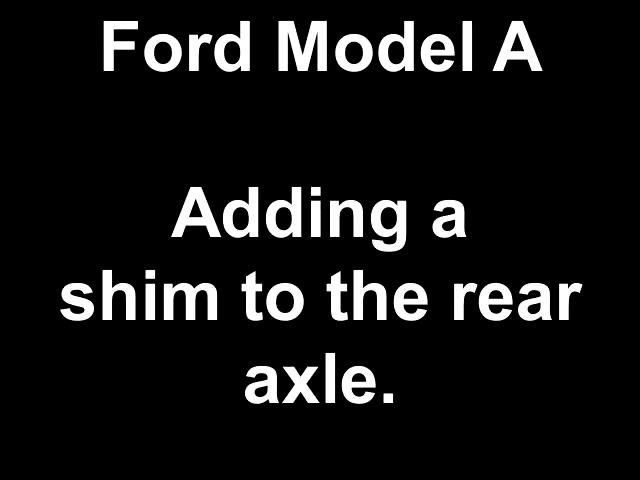 Ford Model A
Adding a
shim to the rear
axle.